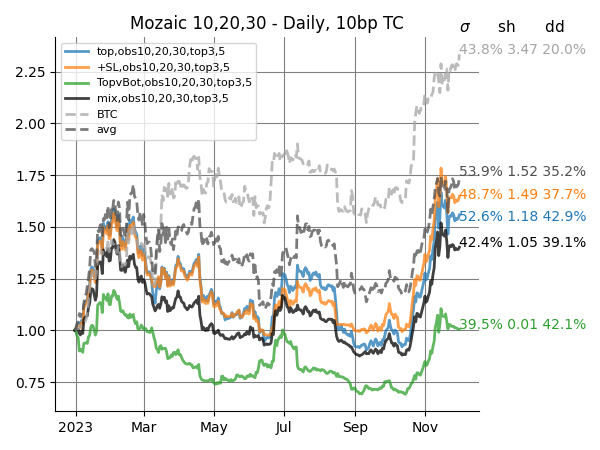 Mozaic 10,20,30 - Daily, 10bp TC
σ sh dd
top,obs10,20,30,top3,5
+SL,obs10,20,30,top3,5
TopvBot,obs10,20,30,top3,5
mix,obs10,20,30,top3,5
BTC
avg
43.8% 3.47 20.0%
53.9% 1.52 35.2%
48.7% 1.49 37.7%
52.6% 1.18 42.9%
42.4% 1.05 39.1%
39.5% 0.01 42.1%
2.25
2.00
1.75
1.50
1.25
1.00
0.75
2023 Mar May Jul Sep Nov